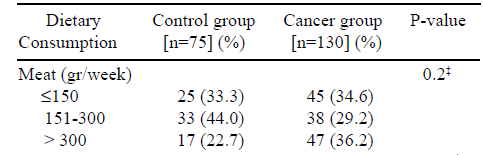 Dietary Control group Cancer group P-value
Consumption [n=75] (%) [n=130] (%)
Meat (gr/week) 0.2‡
≤150 25 (33.3) 45 (34.6)
151-300 33 (44.0) 38 (29.2)
> 300 17 (22.7) 47 (36.2)